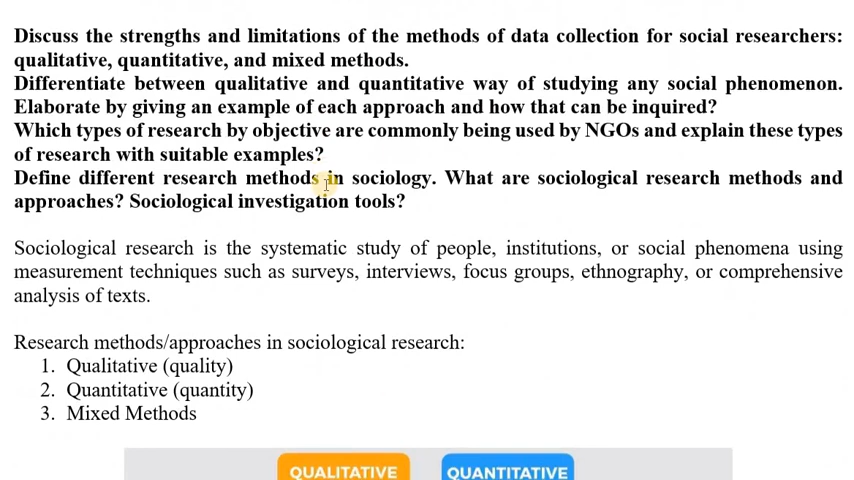 Discuss the strengths and limitations of the methods of data collection for social researchers:
qualitative, quantitative, and mixed methods.
Differentiate between qualitative and quantitative way of studying any social phenomenon.
Elaborate by giving an example of each approach and how that can be inquired?
Which types of research by objective are commonly being used by NGOs and explain these types
of research with suitable examples?
Define different research methods in sociology. What are sociological research methods and
approaches? Sociological investigation tools?
Sociological research is the systematic study of people, institutions, or social phenomena using
measurement techniques such as surveys, interviews, focus groups, ethnography, or comprehensive
analysis of texts.
Research methods/approaches in sociological research:
1. Qualitative (quality)
2. Quantitative (quantity)
3. Mixed Methods
QUALITATIVE QUANTITATIVE